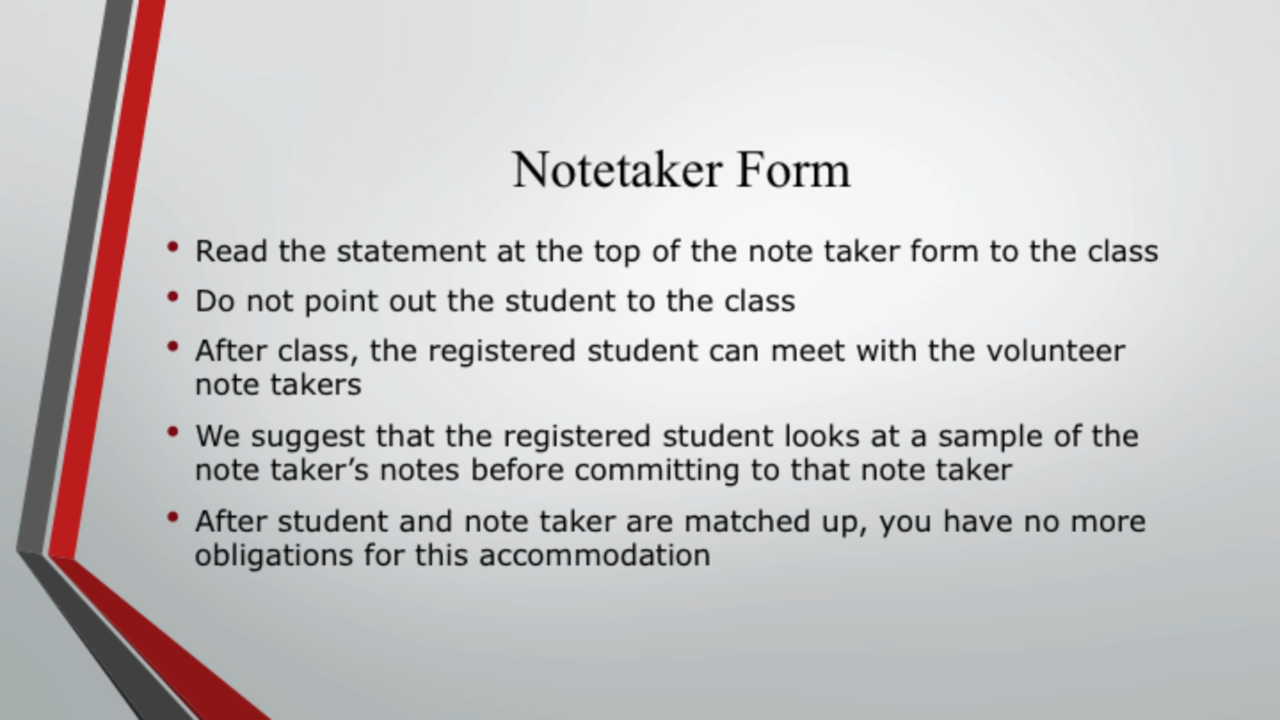 Notetaker Form
• Read the statement at the top of the note taker form to the class
• Do not point out the student to the class
• After class, the registered student can meet with the volunteer
note takers
• We suggest that the registered student looks at a sample of the
note taker’s notes before committing to that note taker
• After student and note taker are matched up, you have no more
obligations for this accommodation